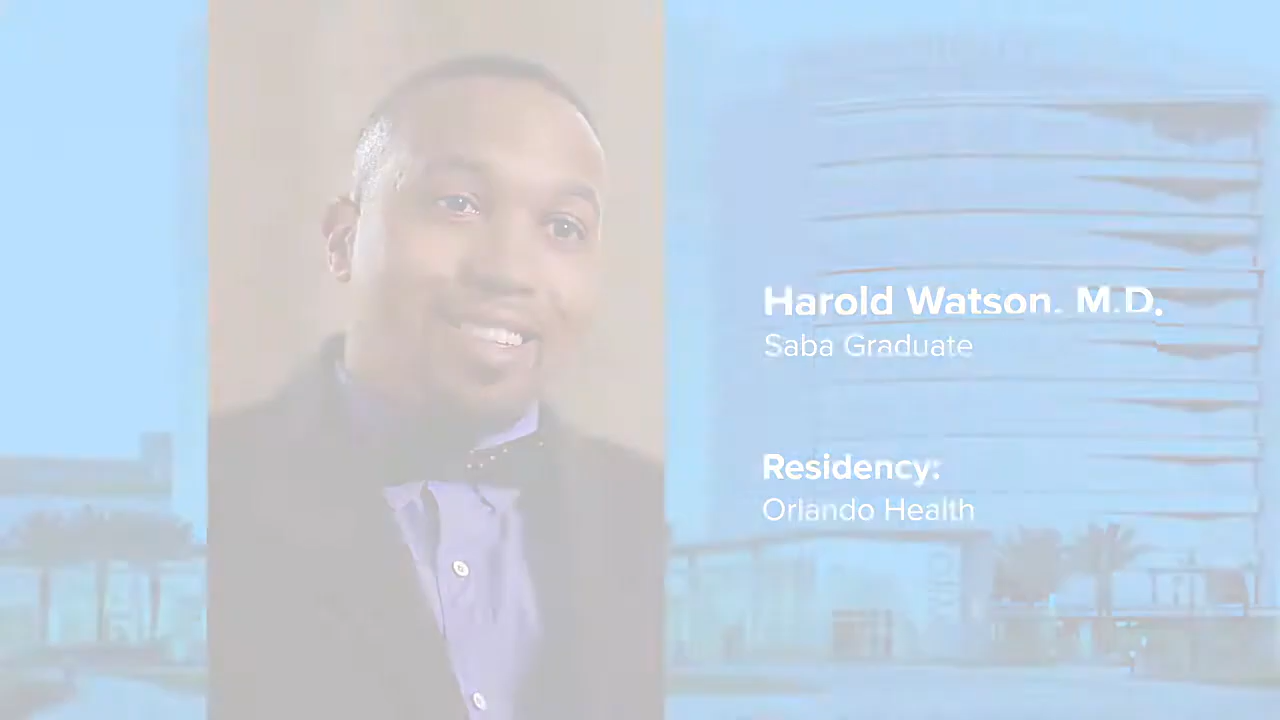 Harold Watson, M.D.
Saba Graduate
Residency:
Orlando Health